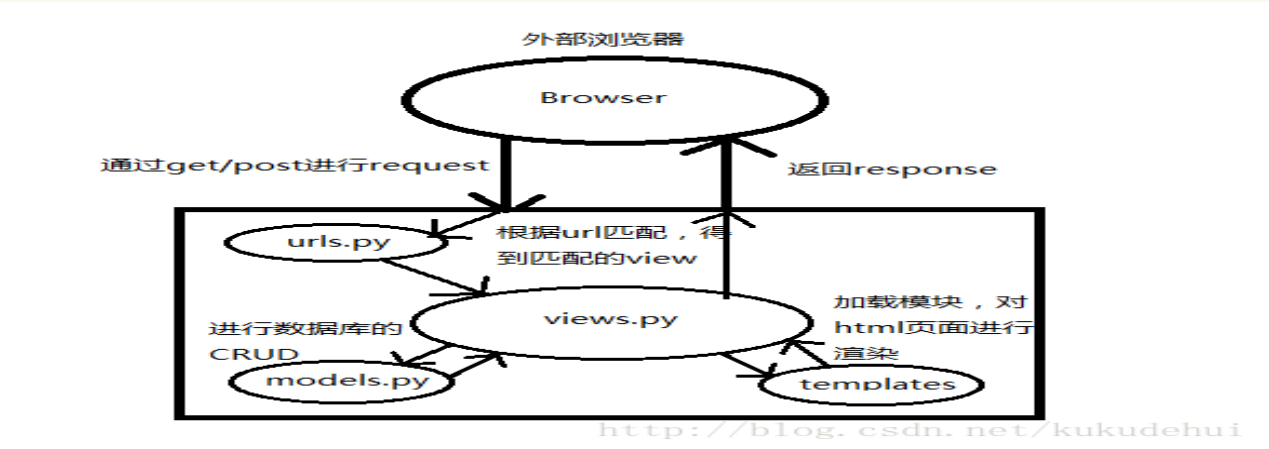 外部浏览器
Browser
通过get/post进行request
返回response
urls.py
根据url匹配，得
到匹配的view
views.py
加载模块，对
html页面进行
渲染
进行数据库的
CRUD
models.py
templates
http://blog.csdn.net/kukudehui